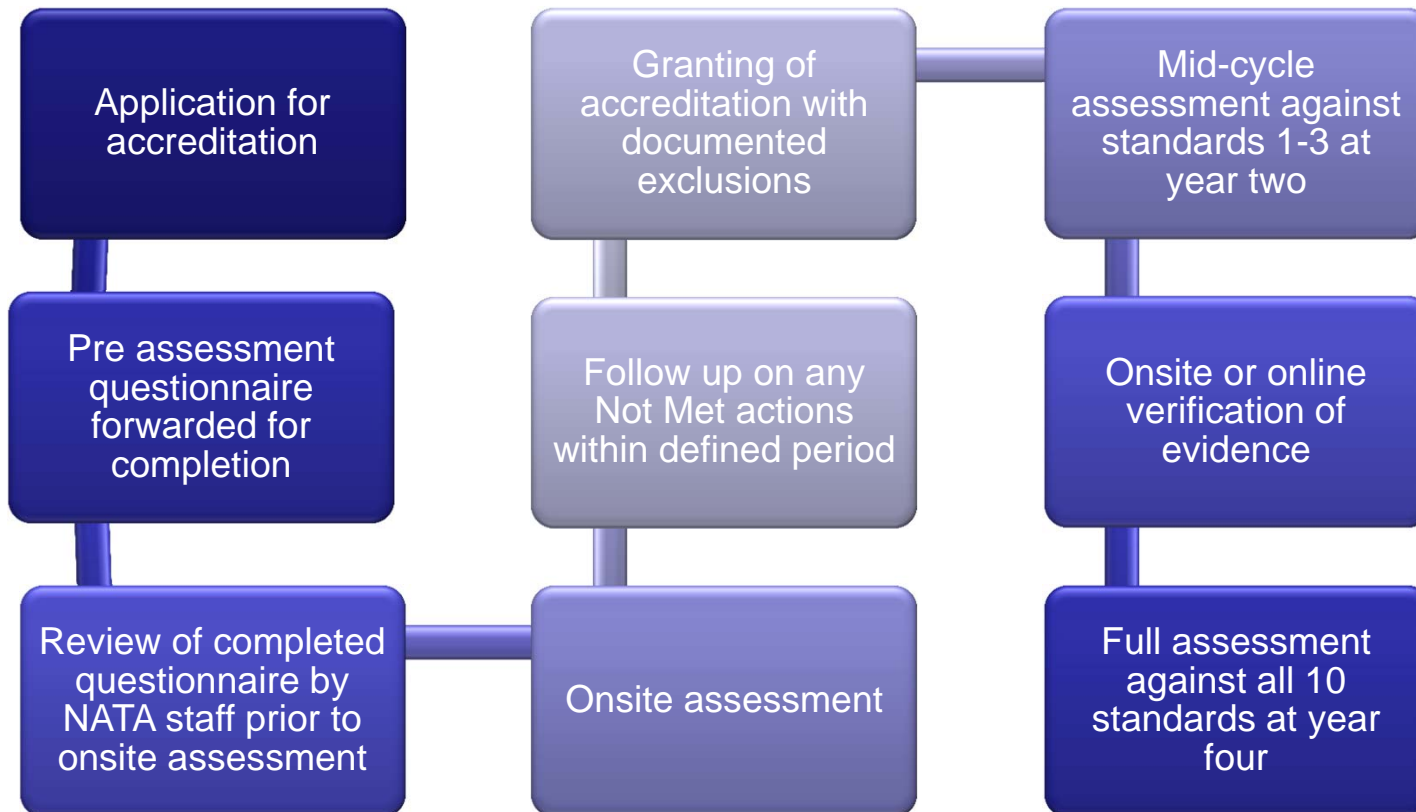 Application for
accreditation
Pre assessment
questionnaire
forwarded for
completion
Review of completed
questionnaire by
NATA staff prior to
onsite assessment
Onsite assessment
Follow up on any
Not Met actions
within defined period
Granting of
accreditation with
documented
exclusions
Mid-cycle
assessment against
standards 1-3 at
year two
Onsite or online
verification of
evidence
Full assessment
against all 10
standards at year
four